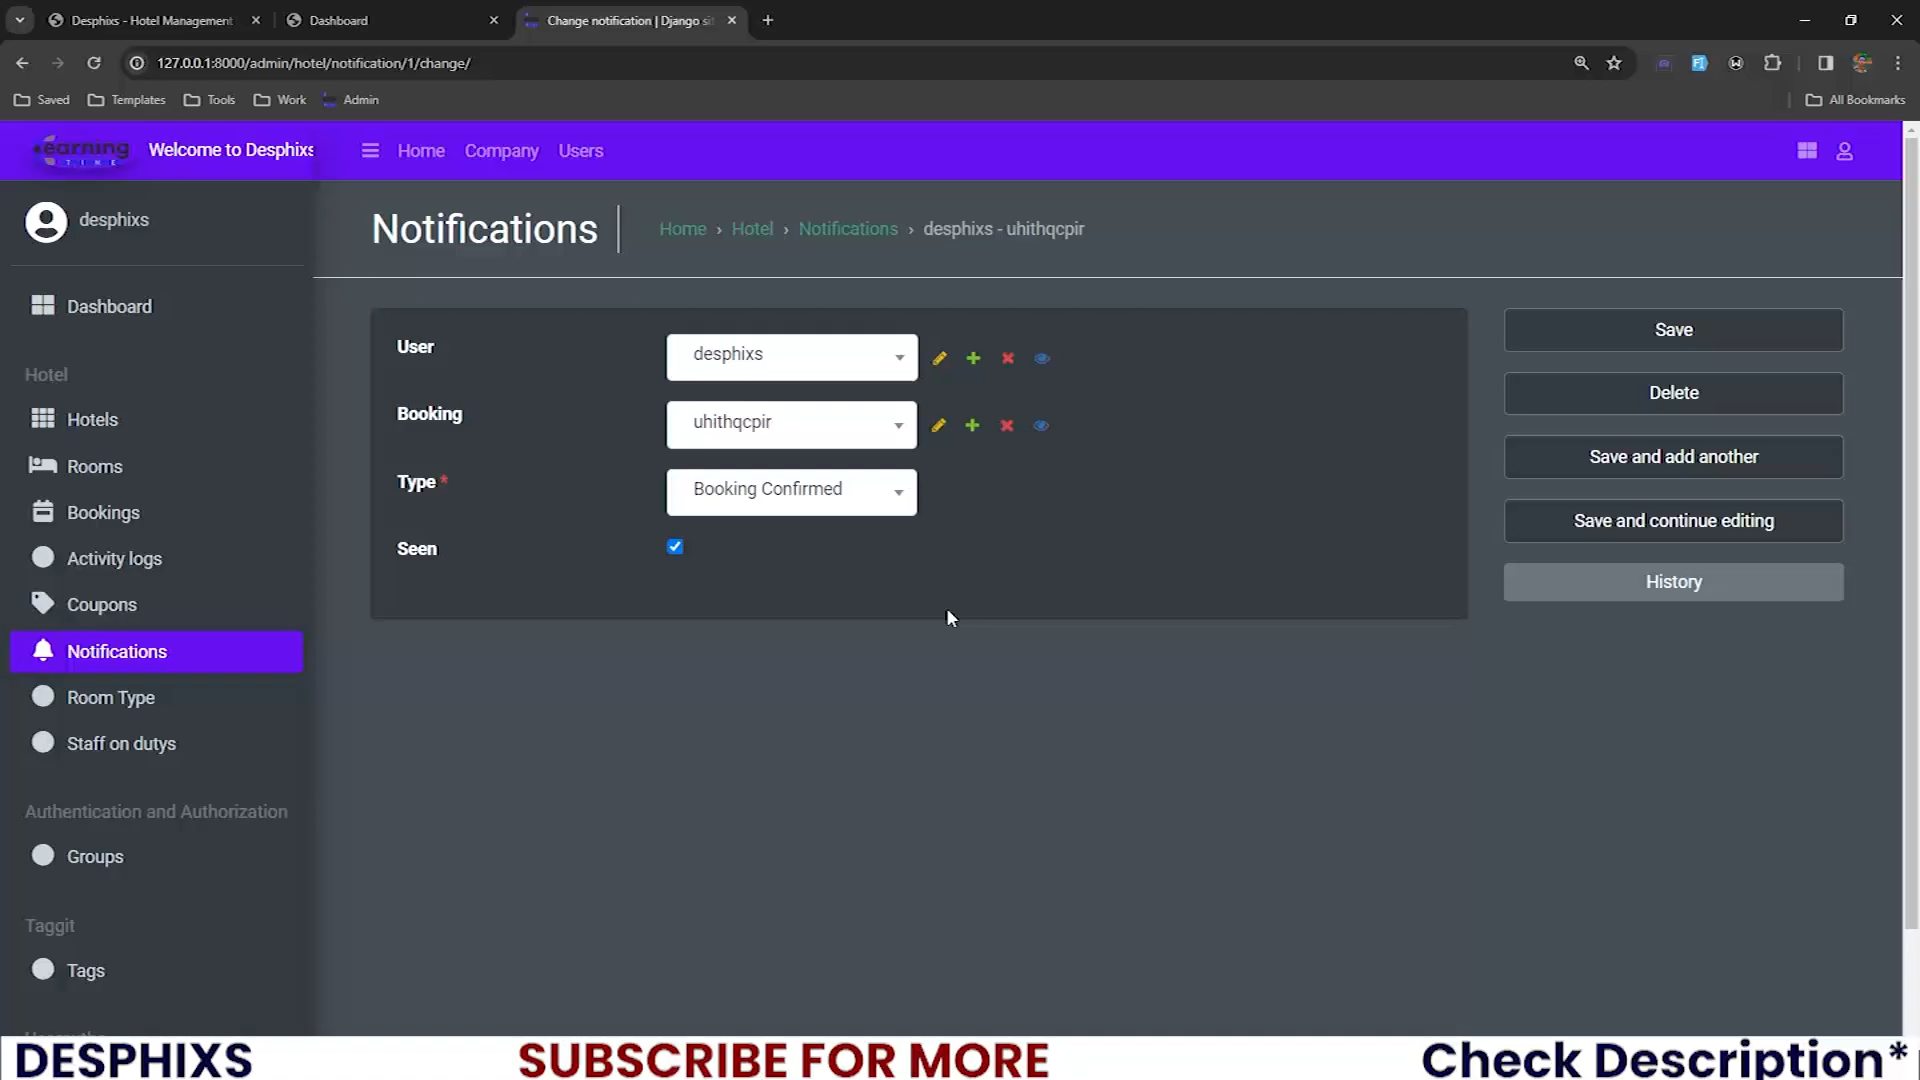 Desphixs - Hotel Management
Dashboard
Change notification | Django sit
127.0.0.1:8000/admin/hotel/notification/1/change/
Saved
Templates
Tools
Work
Admin
All Bookmarks
earning
TIME
Welcome to Desphixs
Home
Company
Users
desphixs
Notifications
Home › Hotel › Notifications › desphixs - uhithqcpir
Dashboard
Hotel
Hotels
Rooms
Bookings
Activity logs
Coupons
Notifications
Room Type
Staff on dutys
Authentication and Authorization
Groups
Taggit
Tags
User
desphixs
Booking
uhithqcpir
Type *
Booking Confirmed
Seen
Save
Delete
Save and add another
Save and continue editing
History
DESPHIXS
SUBSCRIBE FOR MORE
Check Description*